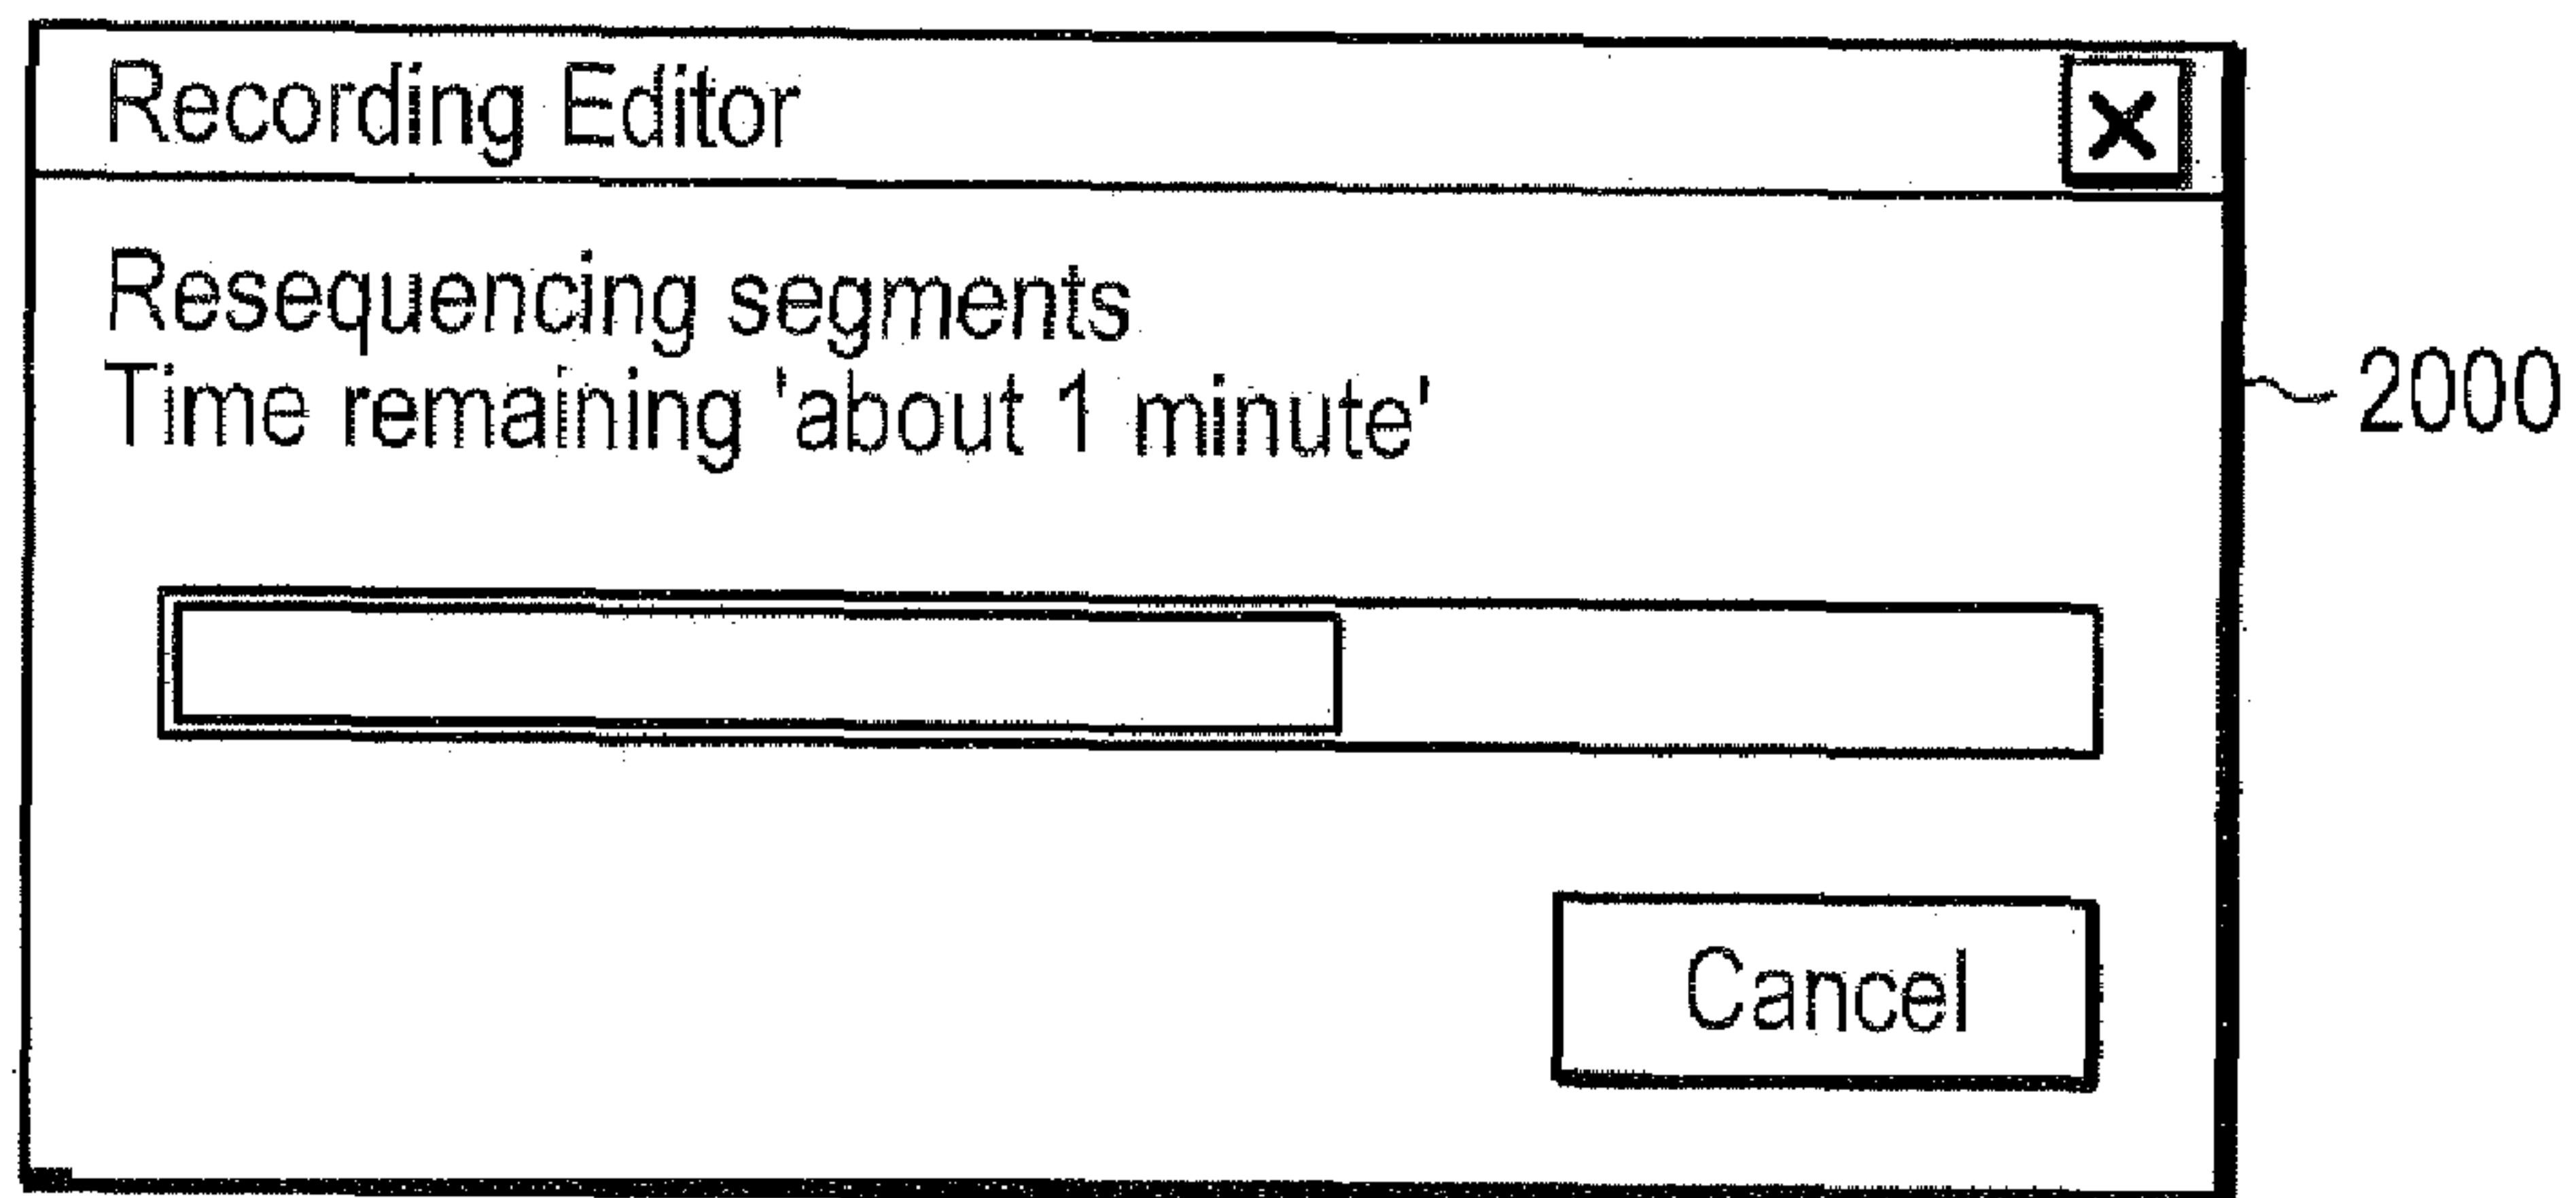 Recording Editor
Resequencing segments
Time remaining 'about 1 minute'
2000
Cancel